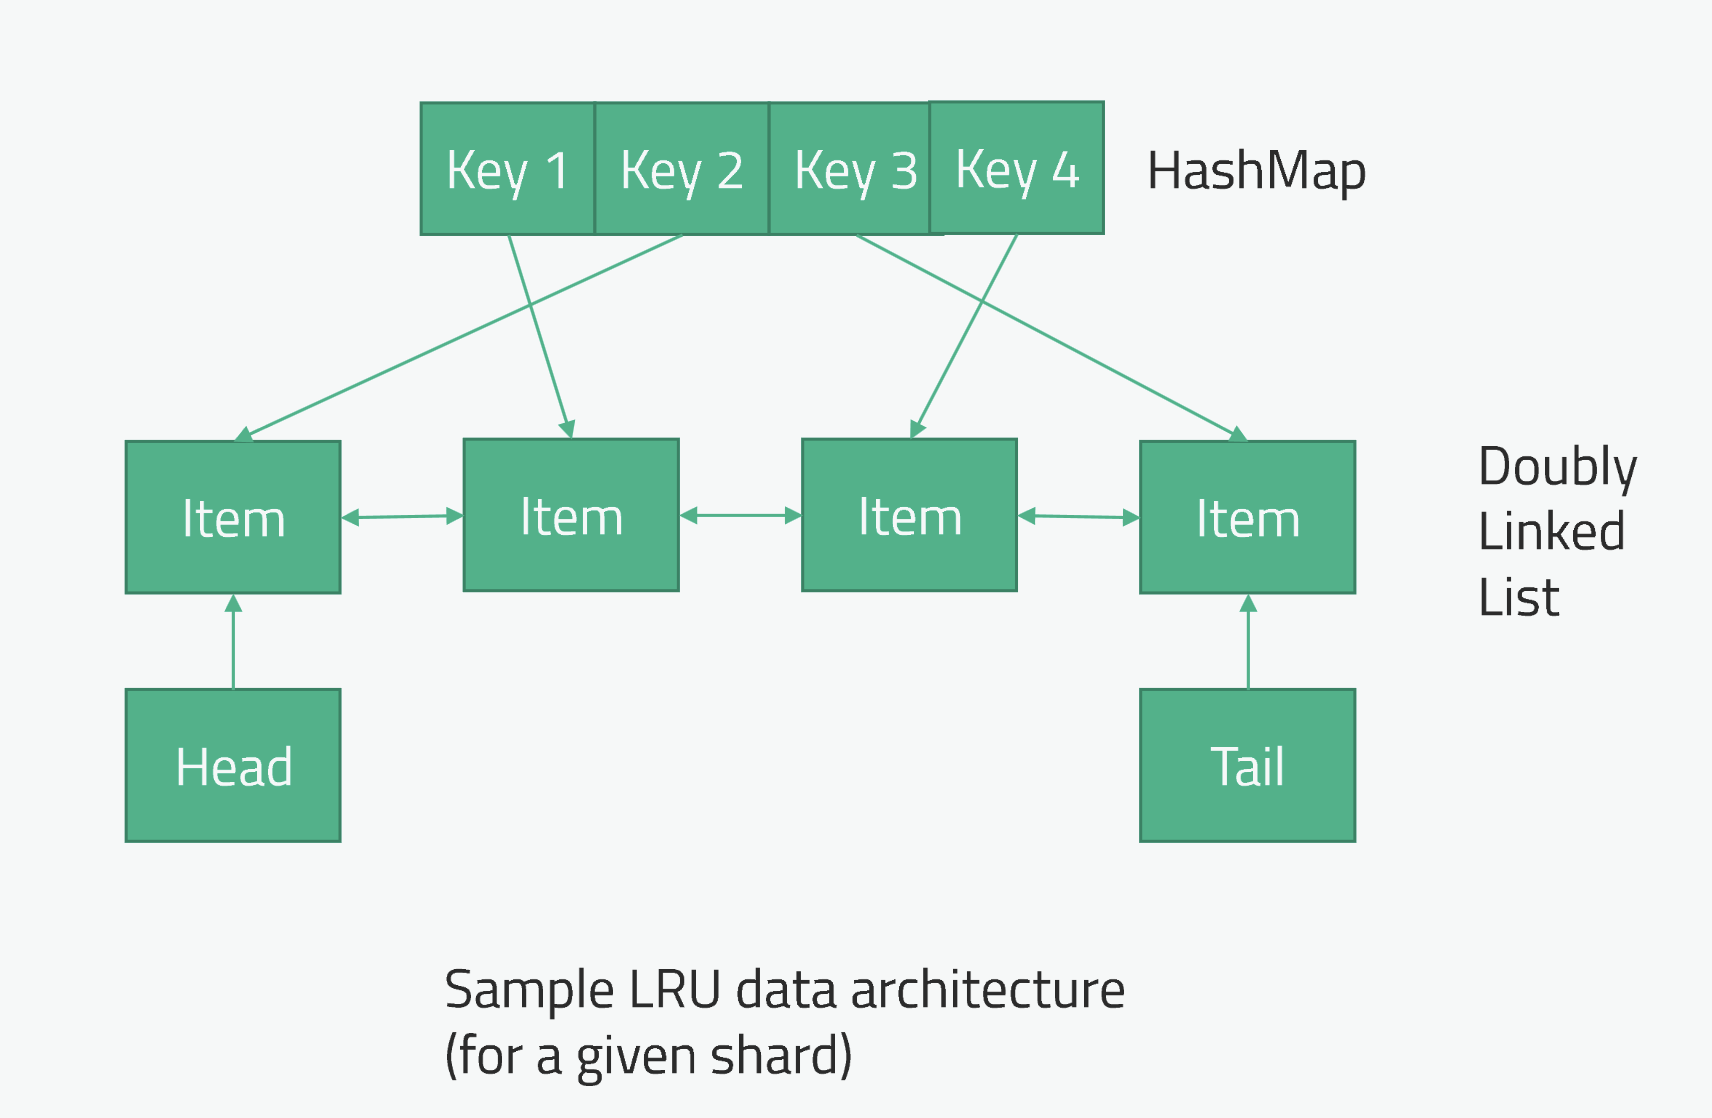 Key 1
Key 2
Key 3
Key 4
HashMap
Item
Item
Item
Item
Doubly
Linked
List
Head
Tail
Sample LRU data architecture
(for a given shard)